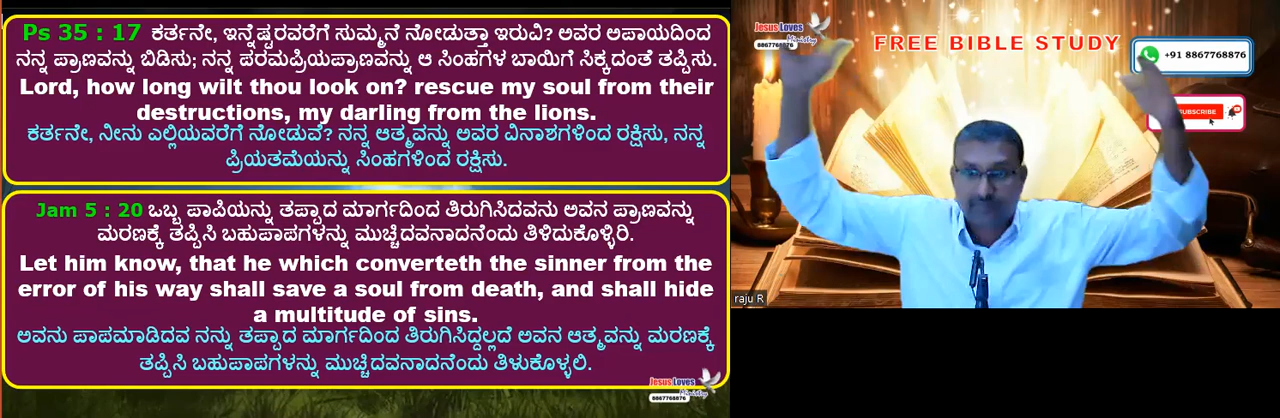 Ps 35 : 17 ಕರ್ತನೇ, ಇನ್ನೆಷ್ಟರವರೆಗೆ ಸುಮ್ಮನೆ ನೋಡುತ್ತಾ ಇರುವಿ? ಅವರ ಅಪಾಯದಿಂದ
ನನ್ನ ಪ್ರಾಣವನ್ನು ಬಿಡಿಸು; ನನ್ನ ಪರಮಪ್ರಿಯಪ್ರಾಣವನ್ನು ಆ ಸಿಂಹಗಳ ಬಾಯಿಗೆ ಸಿಕ್ಕದಂತೆ ತಪ್ಪಿಸು.
Lord, how long wilt thou look on? rescue my soul from their
destructions, my darling from the lions.
ಕರ್ತನೇ, ನೀನು ಎಲ್ಲಿಯವರೆಗೆ ನೋಡುವೆ? ನನ್ನ ಆತ್ಮವನ್ನು ಅವರ ವಿನಾಶಗಳಿಂದ ರಕ್ಷಿಸು, ನನ್ನ
ಪ್ರಿಯತಮೆಯನ್ನು ಸಿಂಹಗಳಿಂದ ರಕ್ಷಿಸು.
Jam 5 : 20 ಒಬ್ಬ ಪಾಪಿಯನ್ನು ತಪ್ಪಾದ ಮಾರ್ಗದಿಂದ ತಿರುಗಿಸಿದವನು ಅವನ ಪ್ರಾಣವನ್ನು
ಮರಣಕ್ಕೆ ತಪ್ಪಿಸಿ ಬಹುಪಾಪಗಳನ್ನು ಮುಚ್ಚಿದವನಾದನೆಂದು ತಿಳಿದುಕೊಳ್ಳಿರಿ.
Let him know, that he which converteth the sinner from the
error of his way shall save a soul from death, and shall hide
a multitude of sins.
ಅವನು ಪಾಪಮಾಡಿದವ ನನ್ನು ತಪ್ಪಾದ ಮಾರ್ಗದಿಂದ ತಿರುಗಿಸಿದ್ದಲ್ಲದೆ ಅವನ ಆತ್ಮವನ್ನು ಮರಣಕ್ಕೆ
ತಪ್ಪಿಸಿ ಬಹುಪಾಪಗಳನ್ನು ಮುಚ್ಚಿದವನಾದನೆಂದು ತಿಳುಕೊಳ್ಳಲಿ.
Jesus Loves
Ministry
8867768876
Jesus Loves
Ministry
8867768876
FREE BIBLE STUDY
+91 8867768876
SUBSCRIBE
raju R